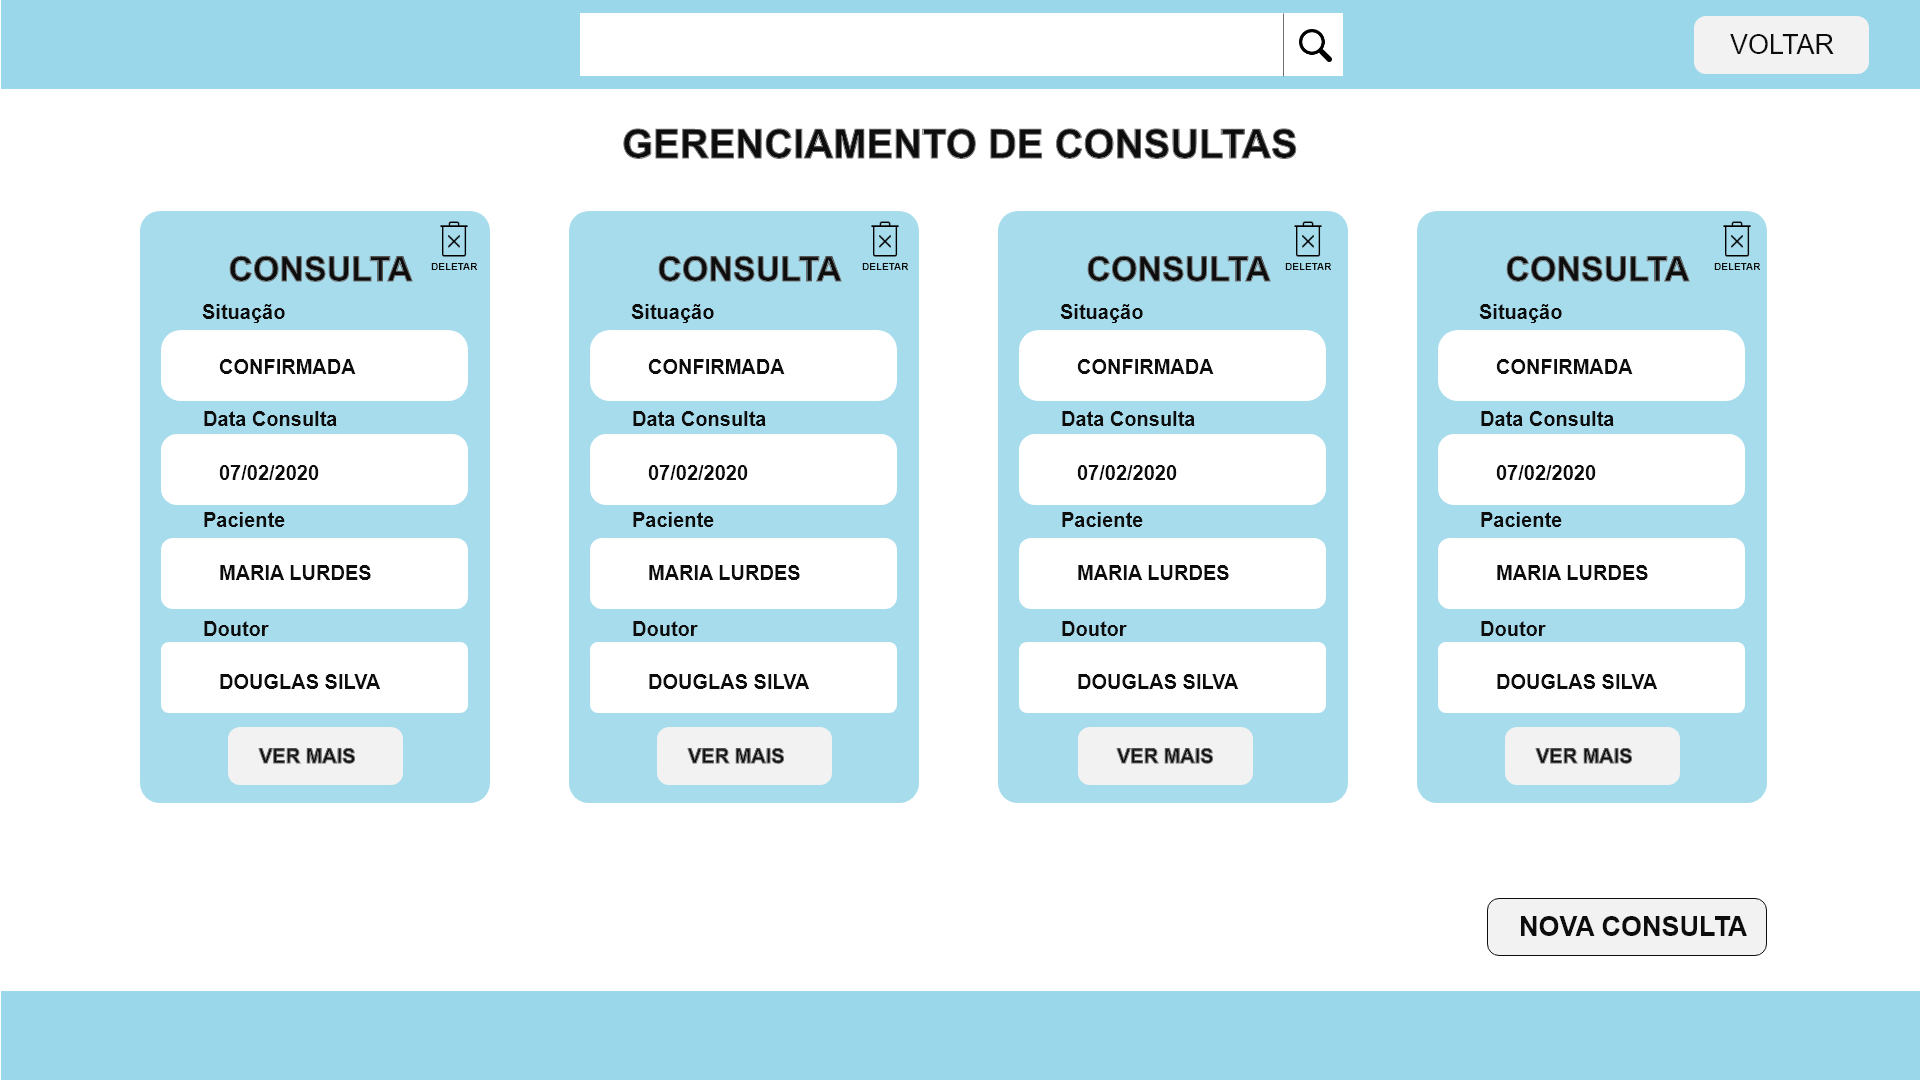 VOLTAR
GERENCIAMENTO DE CONSULTAS
DELETAR
CONSULTA
Situação
CONFIRMADA
Data Consulta
07/02/2020
Paciente
MARIA LURDES
Doutor
DOUGLAS SILVA
VER MAIS
DELETAR
CONSULTA
Situação
CONFIRMADA
Data Consulta
07/02/2020
Paciente
MARIA LURDES
Doutor
DOUGLAS SILVA
VER MAIS
DELETAR
CONSULTA
Situação
CONFIRMADA
Data Consulta
07/02/2020
Paciente
MARIA LURDES
Doutor
DOUGLAS SILVA
VER MAIS
DELETAR
CONSULTA
Situação
CONFIRMADA
Data Consulta
07/02/2020
Paciente
MARIA LURDES
Doutor
DOUGLAS SILVA
VER MAIS
NOVA CONSULTA